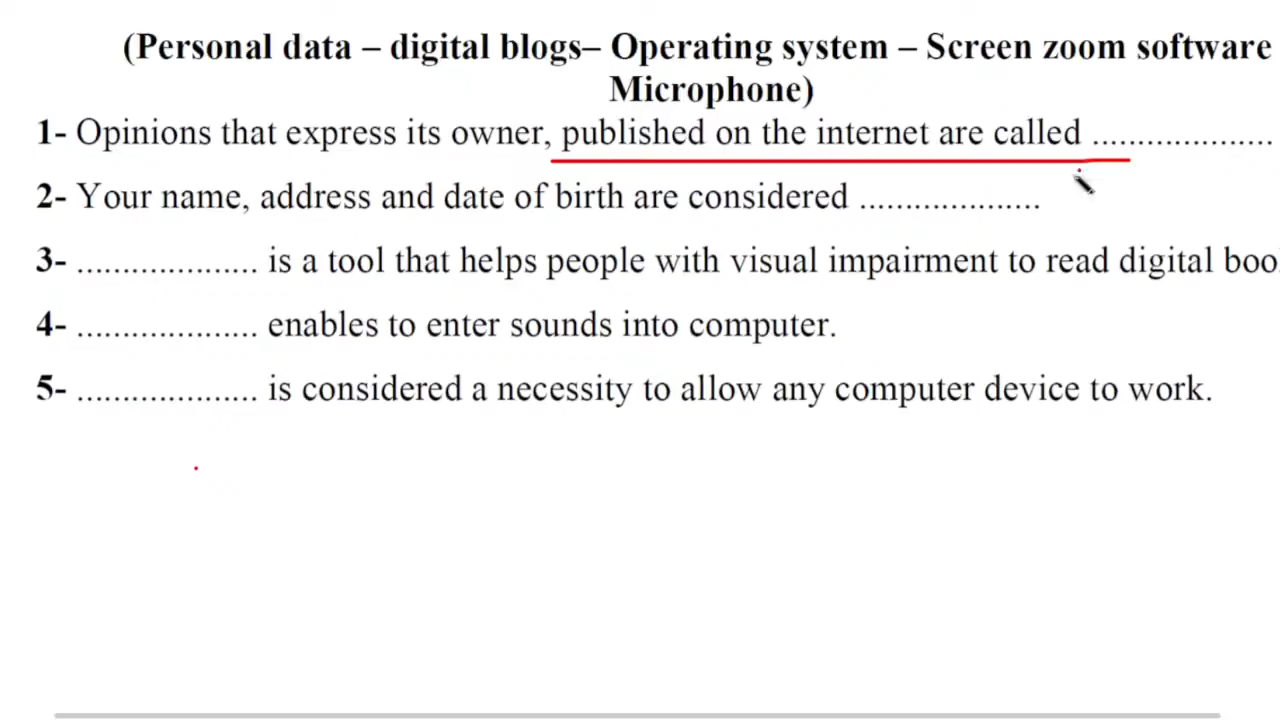 (Personal data – digital blogs– Operating system – Screen zoom software
Microphone)
1- Opinions that express its owner, published on the internet are called ....................
2- Your name, address and date of birth are considered ....................
3- .................... is a tool that helps people with visual impairment to read digital
4- .................... enables to enter sounds into computer.
5- .................... is considered a necessity to allow any computer device to work.